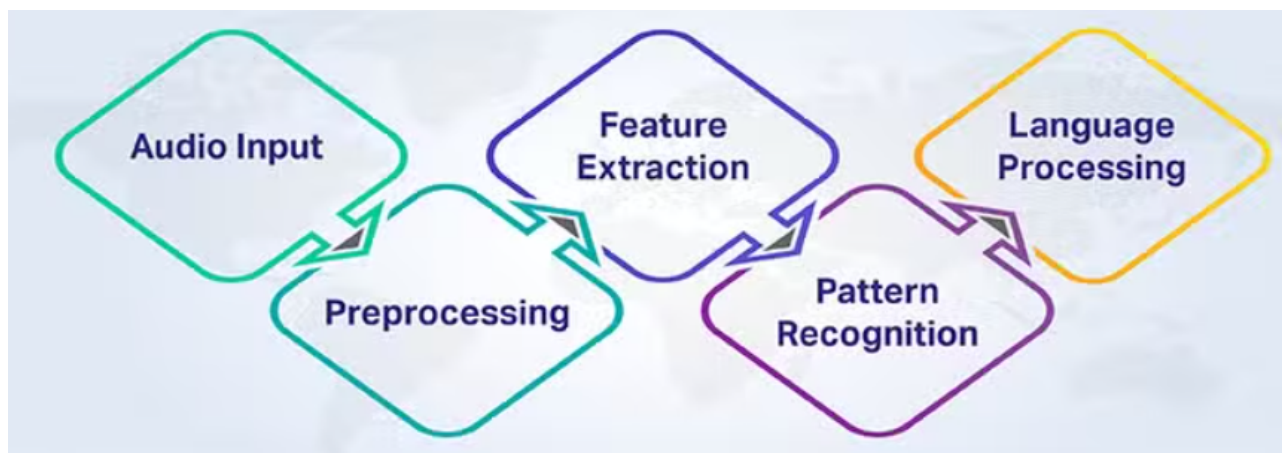 Audio Input
Preprocessing
Feature
Extraction
Pattern
Recognition
Language
Processing